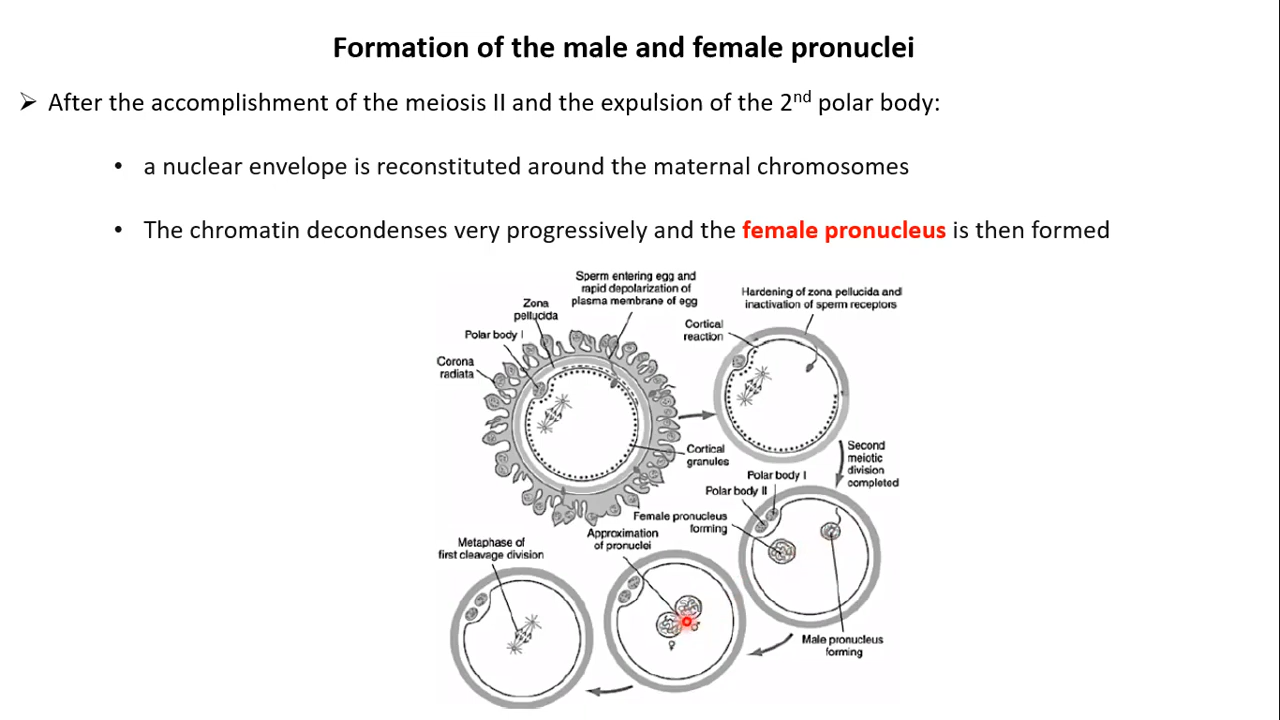 Formation of the male and female pronuclei
➢ After the accomplishment of the meiosis II and the expulsion of the 2nd polar body:
• a nuclear envelope is reconstituted around the maternal chromosomes
• The chromatin decondenses very progressively and the female pronucleus is then formed
Sperm entering egg and
rapid depolarization of
plasma membrane of egg
Zona
pellucida
Polar body I
Corona
radiata
Hardening of zona pellucida and
inactivation of sperm receptors
Cortical
reaction
Cortical
granules
Second
meiotic
division
completed
Polar body I
Polar body II
Female pronucleus
forming
Approximation
of pronuclei
Metaphase of
first cleavage division
♀
♂
Male pronucleus
forming